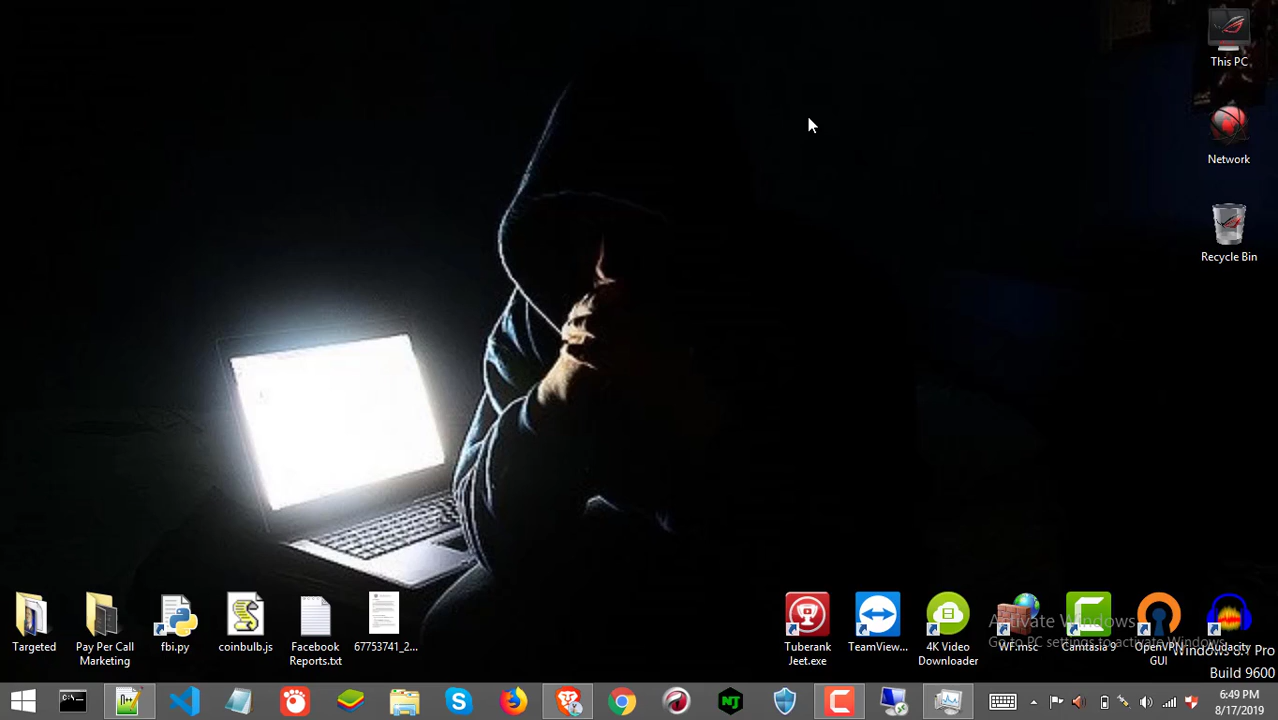 This PC
Network
Recycle Bin
Targeted
Pay Per Call
Marketing
fbi.py
coinbulb.js
Facebook
Reports.txt
67753741_2...
Tuberank
Jeet.exe
TeamView...
4K Video
Downloader
WF.msc
Camtasia 9
OpenVPN
GUI
Audacity
Activate Windows
Go to PC settings to activate Windows.
Windows 8.1 Pro
Build 9600
NT
6:49 PM
8/17/2019